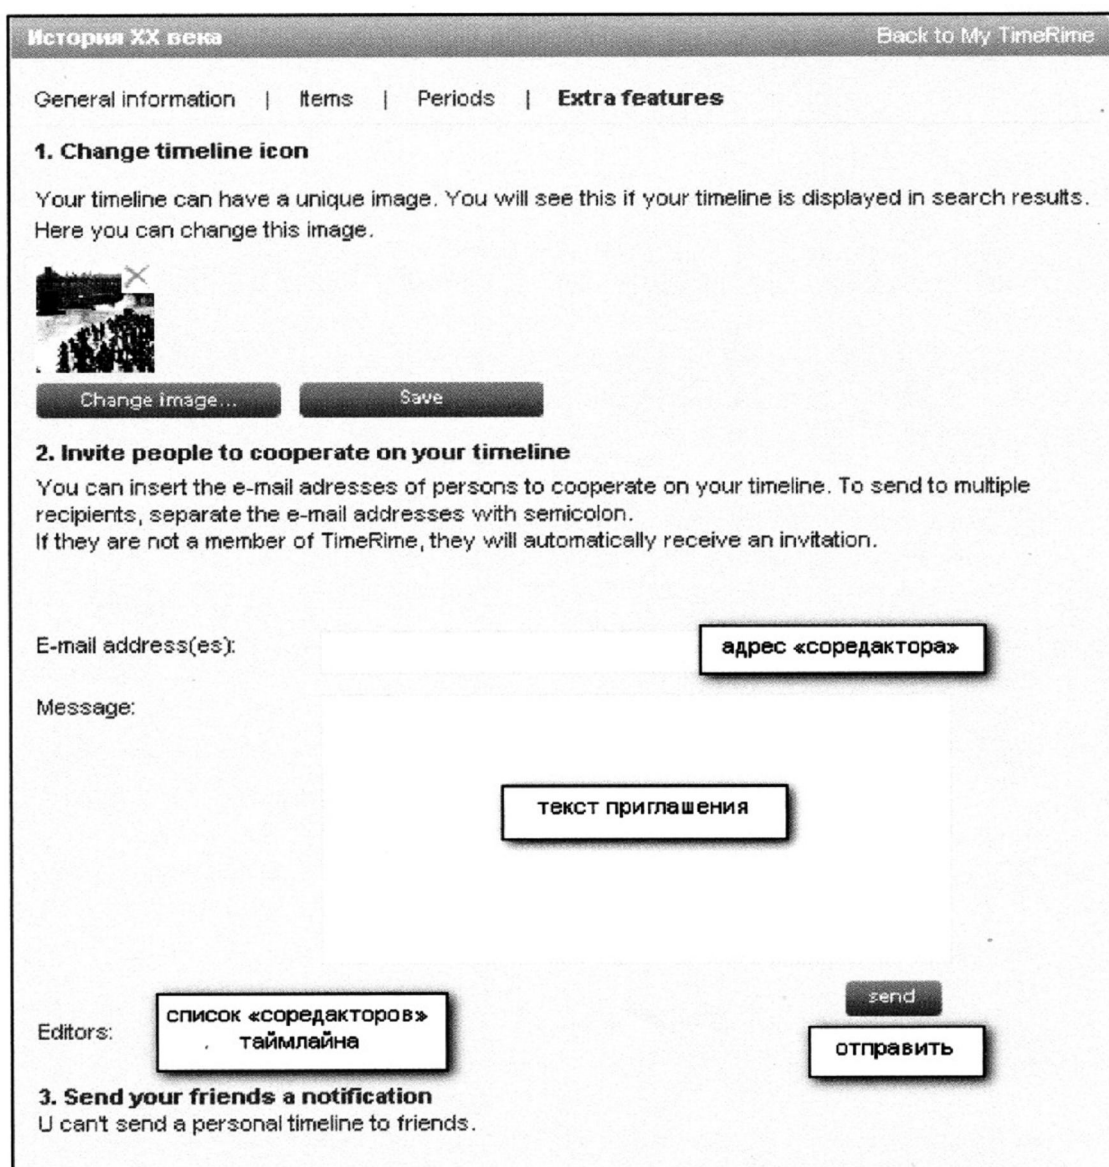 История XX века Back to My TimeRime
General information | Items | Periods | Extra features
1. Change timeline icon
Your timeline can have a unique image. You will see this if your timeline is displayed in search results.
Here you can change this image.
Change image... Save
2. Invite people to cooperate on your timeline
You can insert the e-mail adresses of persons to cooperate on your timeline. To send to multiple
recipients, separate the e-mail addresses with semicolon.
If they are not a member of TimeRime, they will automatically receive an invitation.
E-mail address(es): адрес «соредактора»
Message:
текст приглашения
send
Editors: список «соредакторов»
таймлайна
отправить
3. Send your friends a notification
U can't send a personal timeline to friends.